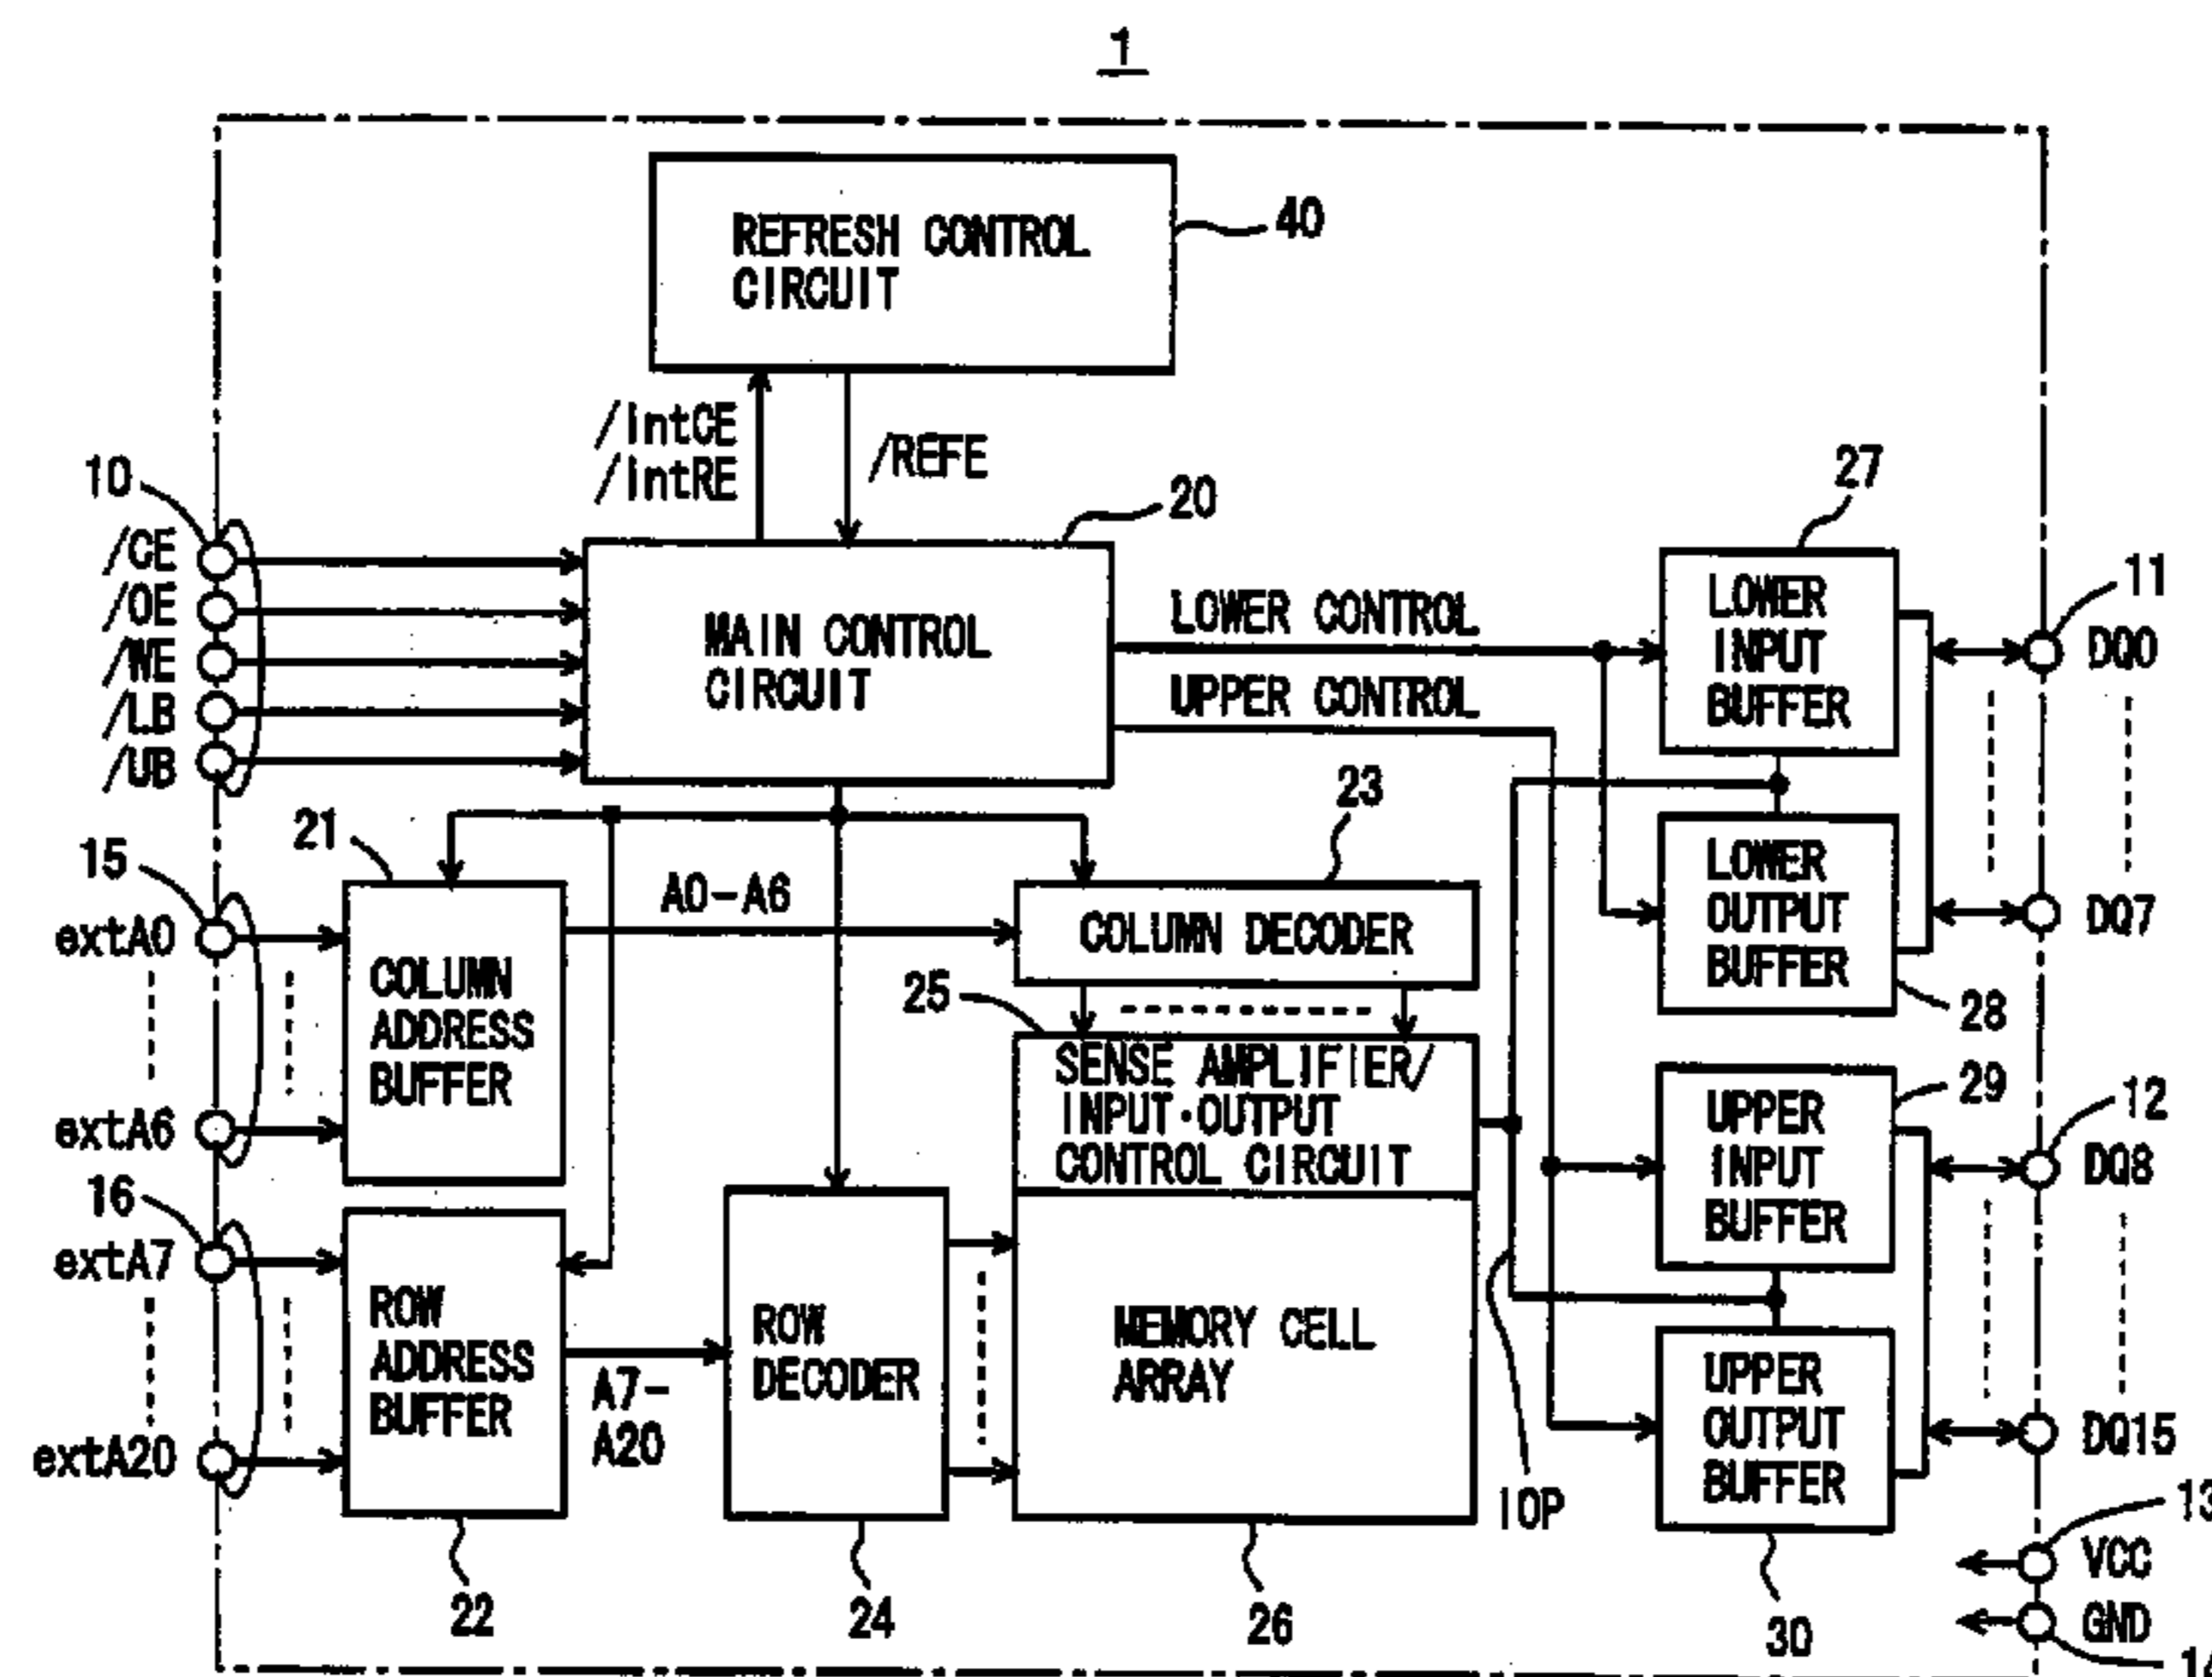 1
REFRESH CONTROL
CIRCUIT
40
/intCE
/intRE
/REFE
10
20
27
/CE
/OE
/WE
/LB
/UB
MAIN CONTROL
CIRCUIT
LOWER CONTROL
UPPER CONTROL
LOWER
INPUT
BUFFER
11
DQ0
21
23
15
extA0
extA6
COLUMN
ADDRESS
BUFFER
A0-A6
COLUMN DECODER
LOWER
OUTPUT
BUFFER
DQ7
25
28
SENSE AMPLIFIER/
INPUT·OUTPUT
CONTROL CIRCUIT
29
UPPER
INPUT
BUFFER
12
DQ8
16
extA7
extA20
ROW
ADDRESS
BUFFER
A7-
A20
ROW
DECODER
MEMORY CELL
ARRAY
IOP
UPPER
OUTPUT
BUFFER
DQ15
13
VCC
GND
22
24
26
30